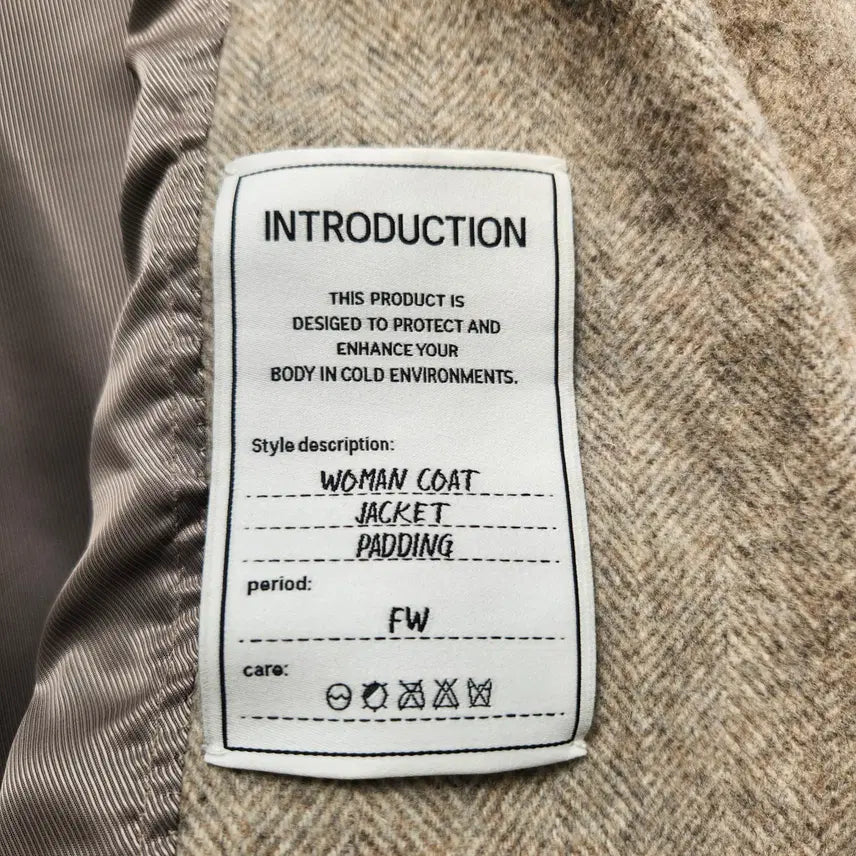 INTRODUCTION
THIS PRODUCT IS
DESIGED TO PROTECT AND
ENHANCE YOUR
BODY IN COLD ENVIRONMENTS.
Style description:
WOMAN COAT
JACKET
PADDING
period:
FW
care: